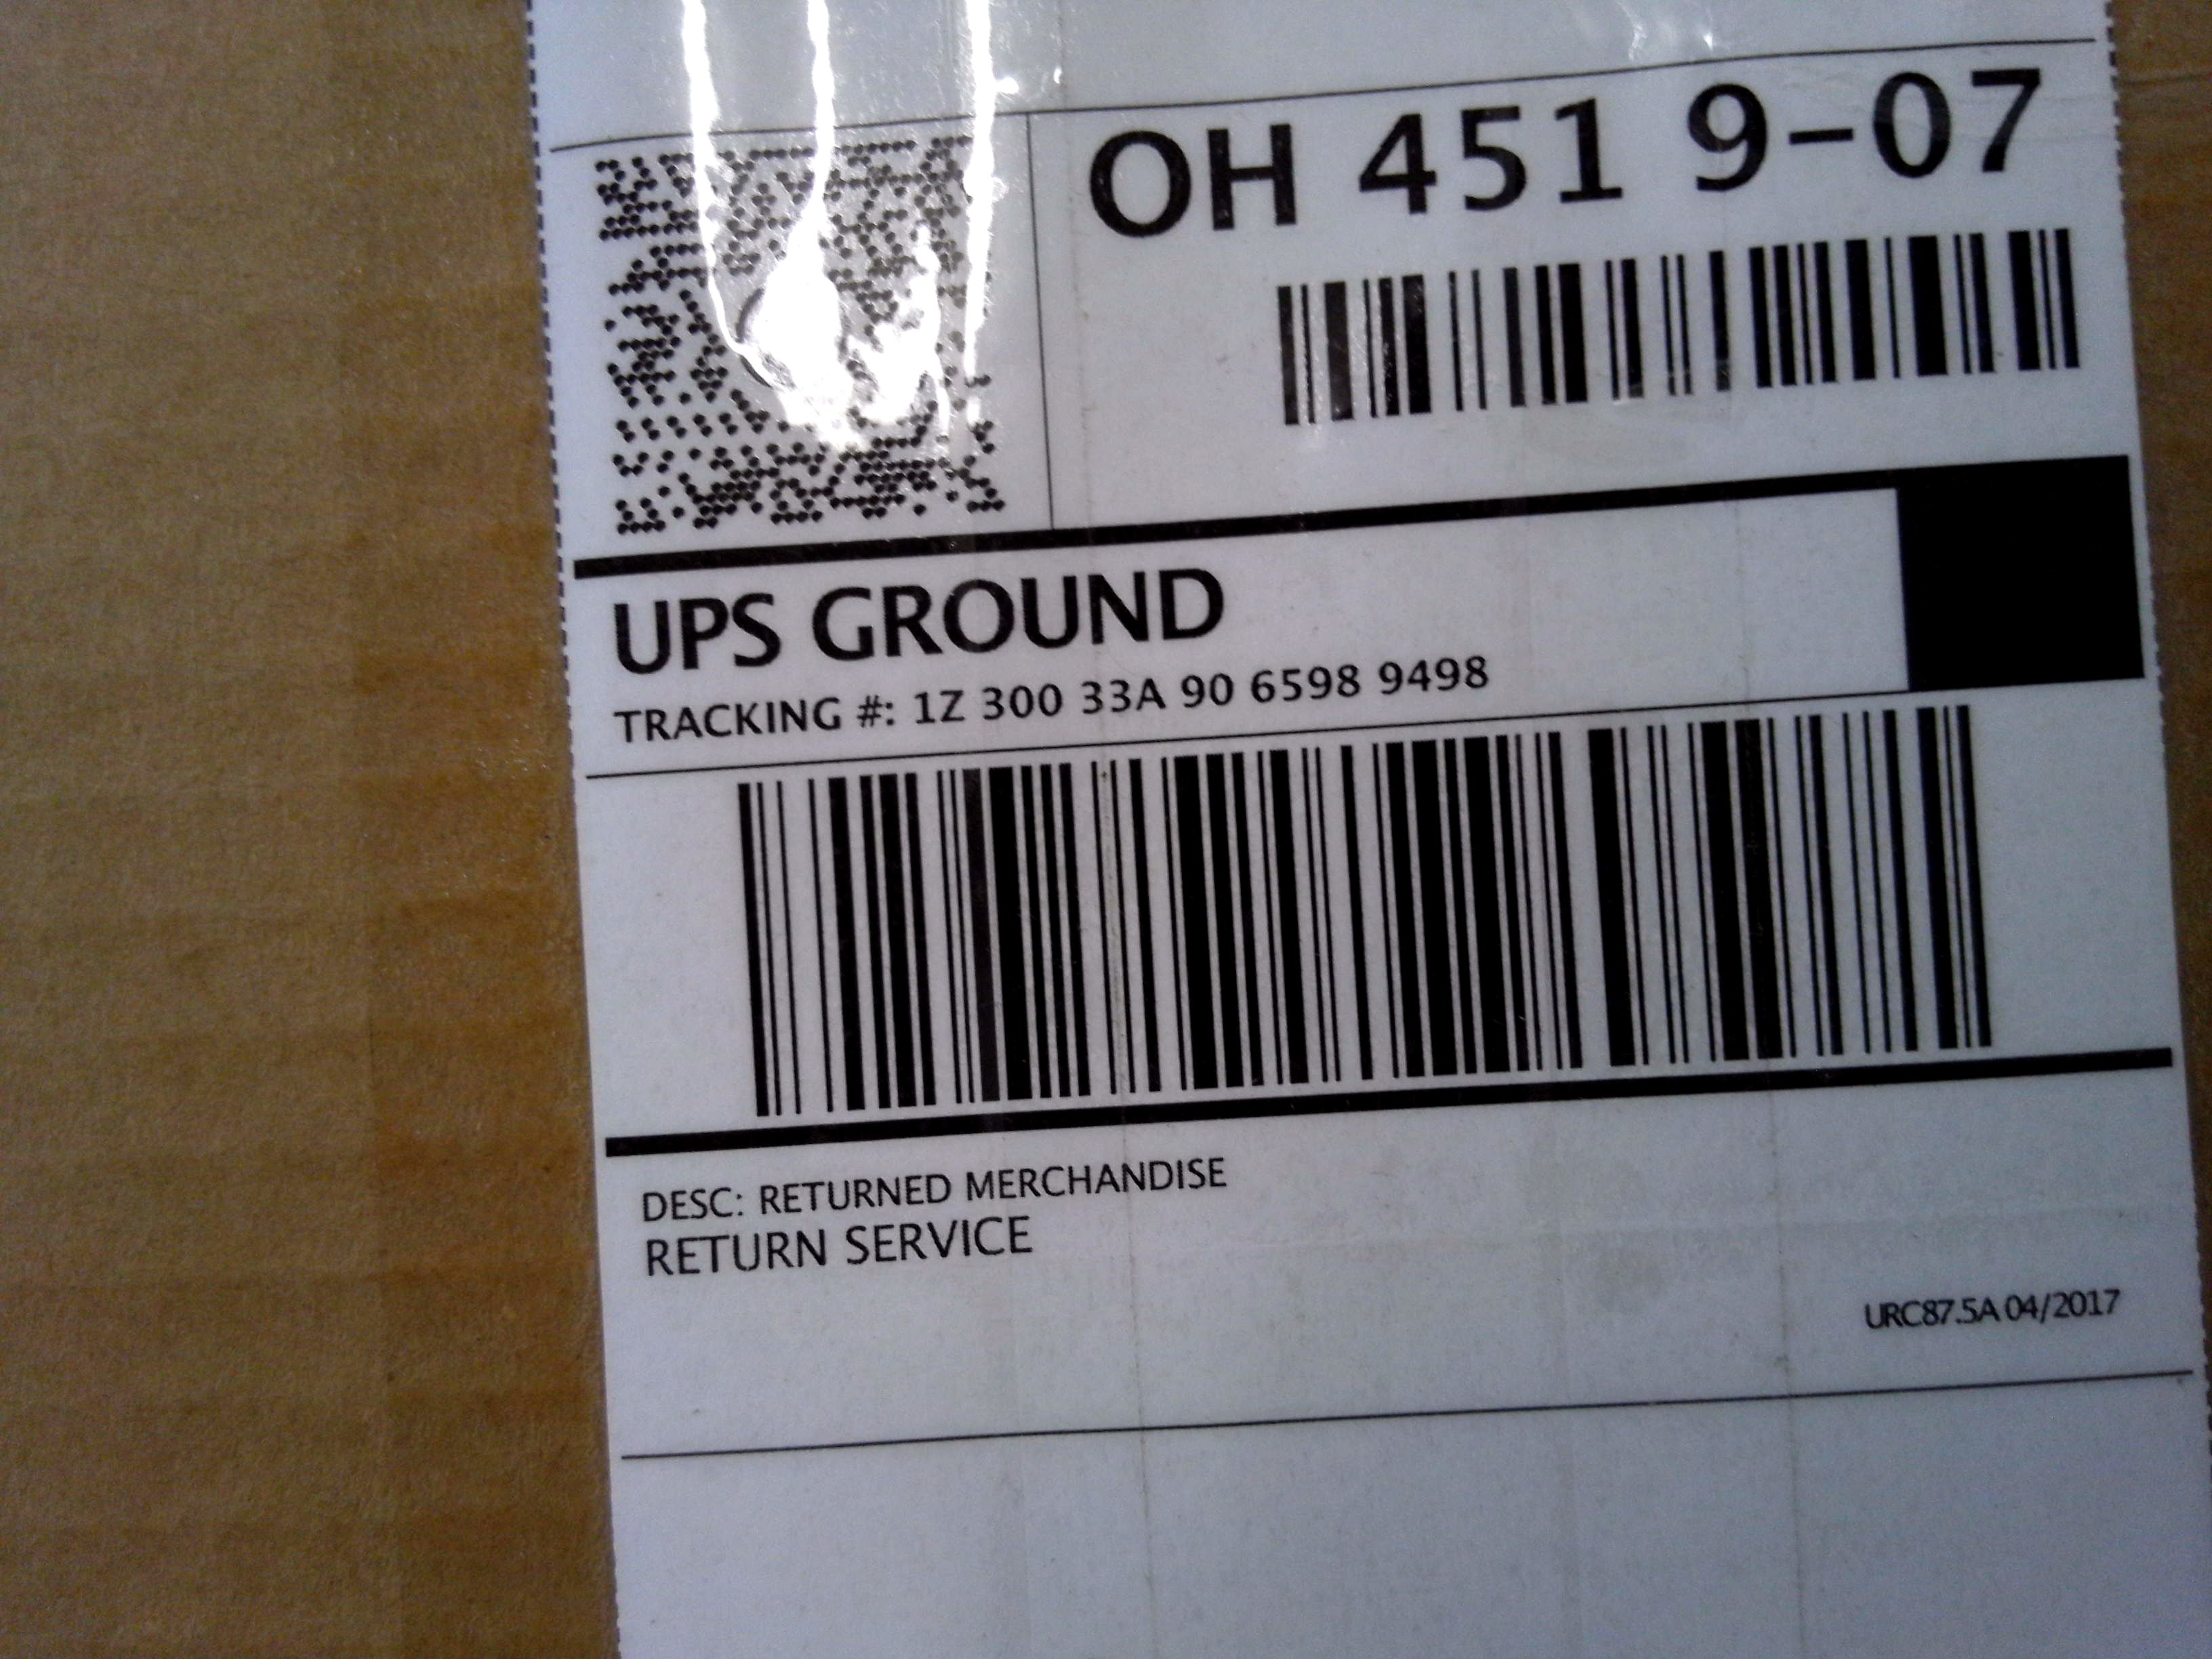 OH 451 9-07
UPS GROUND
TRACKING #: 1Z 300 33A 90 6598 9498
DESC: RETURNED MERCHANDISE
RETURN SERVICE
URC87.5A 04/2017